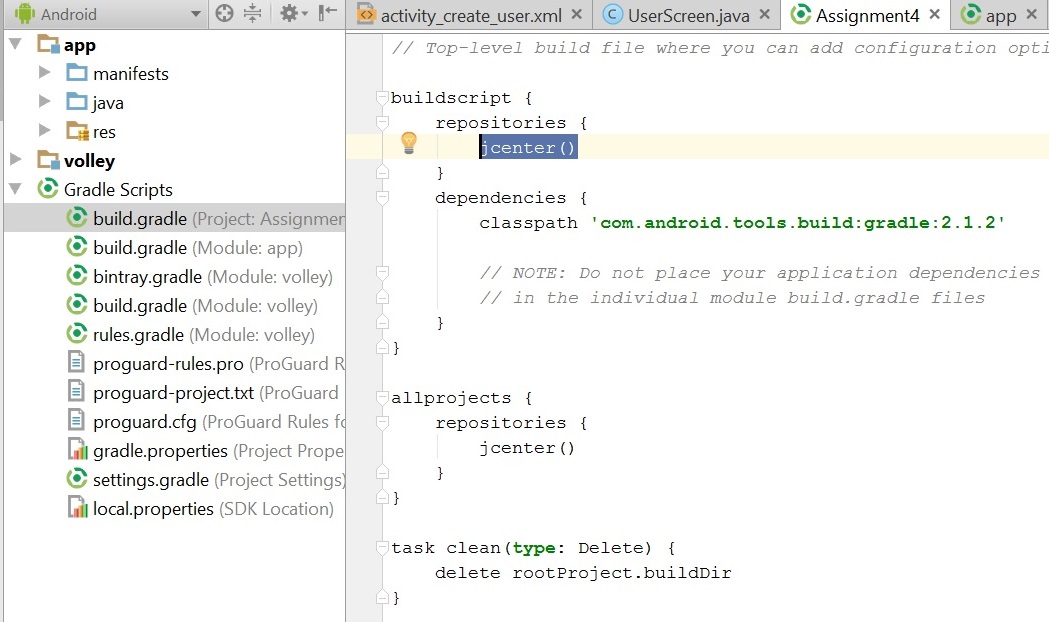 Android
activity_create_user.xml
UserScreen.java
Assignment4
app
app
manifests
java
res
volley
Gradle Scripts
build.gradle (Project: Assignmen
build.gradle (Module: app)
bintray.gradle (Module: volley)
build.gradle (Module: volley)
rules.gradle (Module: volley)
proguard-rules.pro (ProGuard R
proguard-project.txt (ProGuard
proguard.cfg (ProGuard Rules fo
gradle.properties (Project Prope
settings.gradle (Project Settings)
local.properties (SDK Location)
// Top-level build file where you can add configuration opti
buildscript {
    repositories {
        jcenter()
    }
    dependencies {
        classpath 'com.android.tools.build:gradle:2.1.2'
        // NOTE: Do not place your application dependencies
        // in the individual module build.gradle files
    }
}
allprojects {
    repositories {
        jcenter()
    }
}
task clean(type: Delete) {
    delete rootProject.buildDir
}